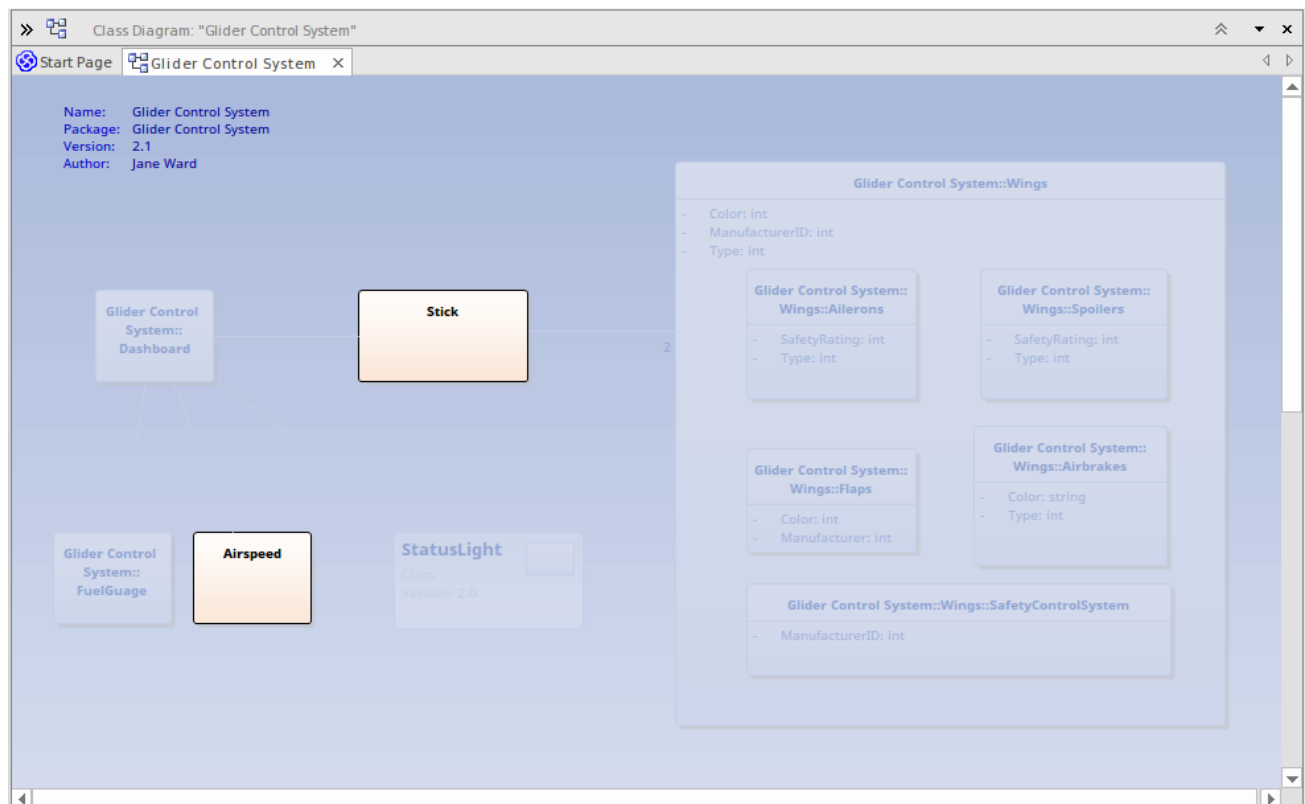 Class Diagram: "Glider Control System"
Start Page
Glider Control System
Name: Glider Control System
Package: Glider Control System
Version: 2.1
Author: Jane Ward
Glider Control System::Wings
- Color: int
- ManufacturerID: int
- Type: int
Glider Control
System::
Dashboard
Stick
2
Glider Control System::
Wings::Ailerons
- SafetyRating: int
- Type: int
Glider Control System::
Wings::Spoilers
- SafetyRating: int
- Type: int
Glider Control System::
Wings::Flaps
- Color: int
- Manufacturer: int
Glider Control System::
Wings::Airbrakes
- Color: string
- Type: int
Glider Control
System::
FuelGuage
Airspeed
StatusLight
Class
Version: 2.0
Glider Control System::Wings::SafetyControlSystem
- ManufacturerID: int